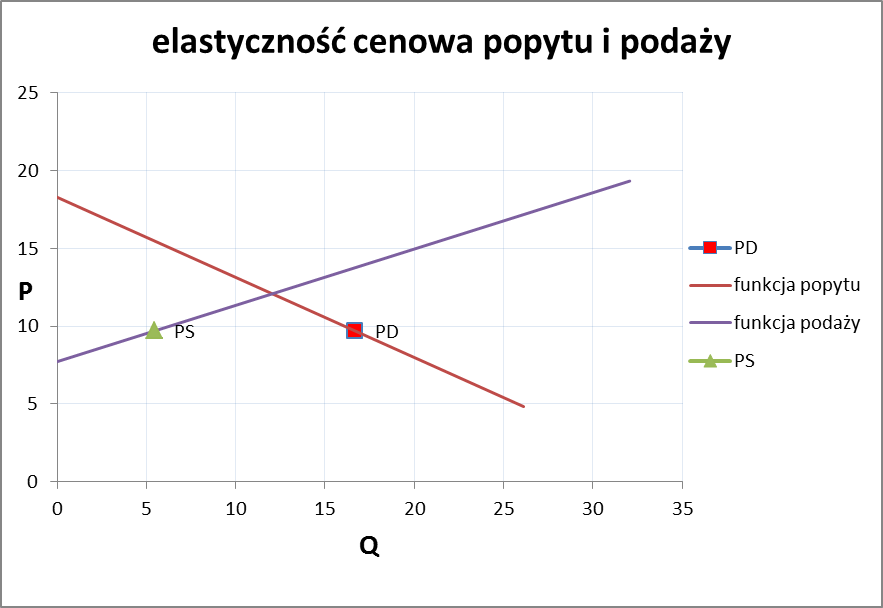 elastyczność cenowa popytu i podaży
25
20
15
10
5
0
P
PS
PD
0 5 10 15 20 25 30 35
Q
PD
funkcja popytu
funkcja podaży
PS